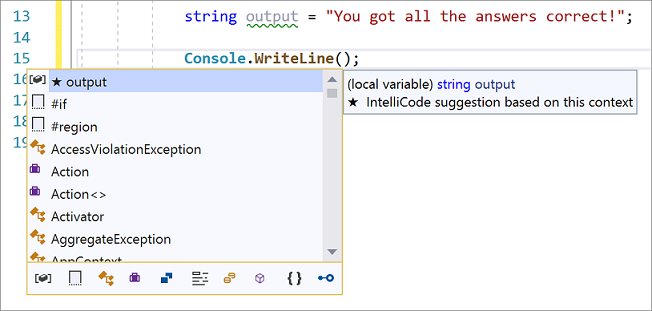 13 string output = "You got all the answers correct!";
14
15 Console.WriteLine();
16 ★ output (local variable) string output
17 #if ★ IntelliCode suggestion based on this context
18 #region
19 AccessViolationException
Action
Action<>
Activator
AggregateException
AppContext
{ }